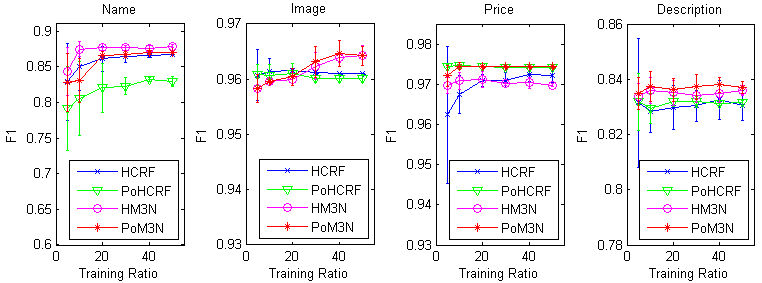 Name
0.9
0.85
0.8
0.75
0.7
0.65
0.6
F1
0
20
40
Training Ratio
HCRF
PoHCRF
HM3N
PoM3N
Image
0.97
0.96
0.95
0.94
0.93
F1
0
20
40
Training Ratio
HCRF
PoHCRF
HM3N
PoM3N
Price
0.98
0.97
0.96
0.95
0.94
0.93
F1
0
20
40
Training Ratio
HCRF
PoHCRF
HM3N
PoM3N
Description
0.86
0.84
0.82
0.8
0.78
F1
0
20
40
Training Ratio
HCRF
PoHCRF
HM3N
PoM3N